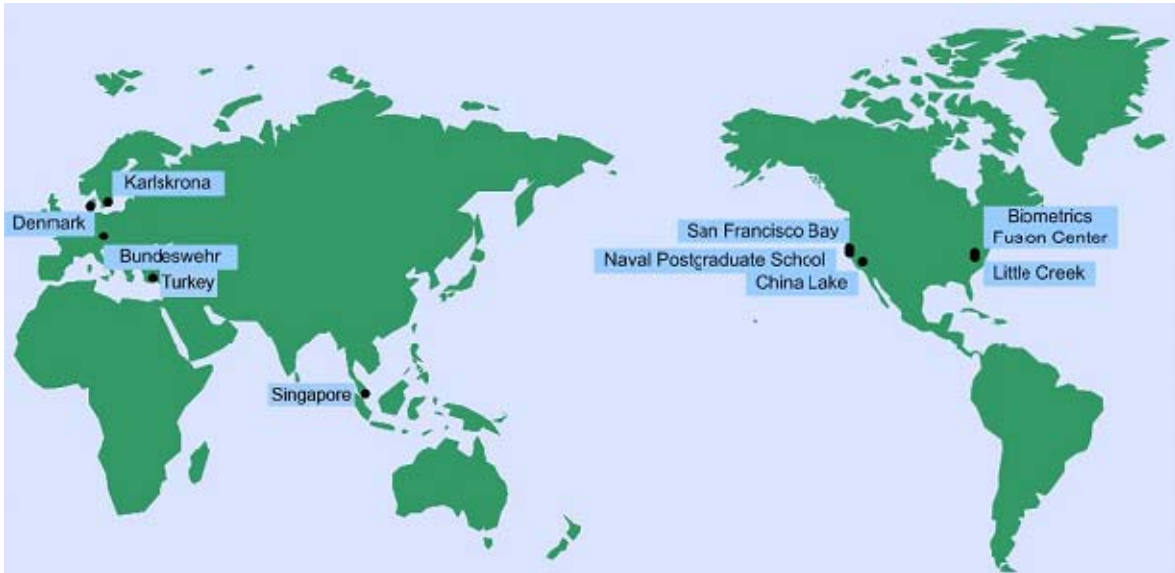 Karlskrona
Denmark
Bundeswehr
Turkey
Singapore
San Francisco Bay
Naval Postgraduate School
China Lake
Biometrics
Fusion Center
Little Creek